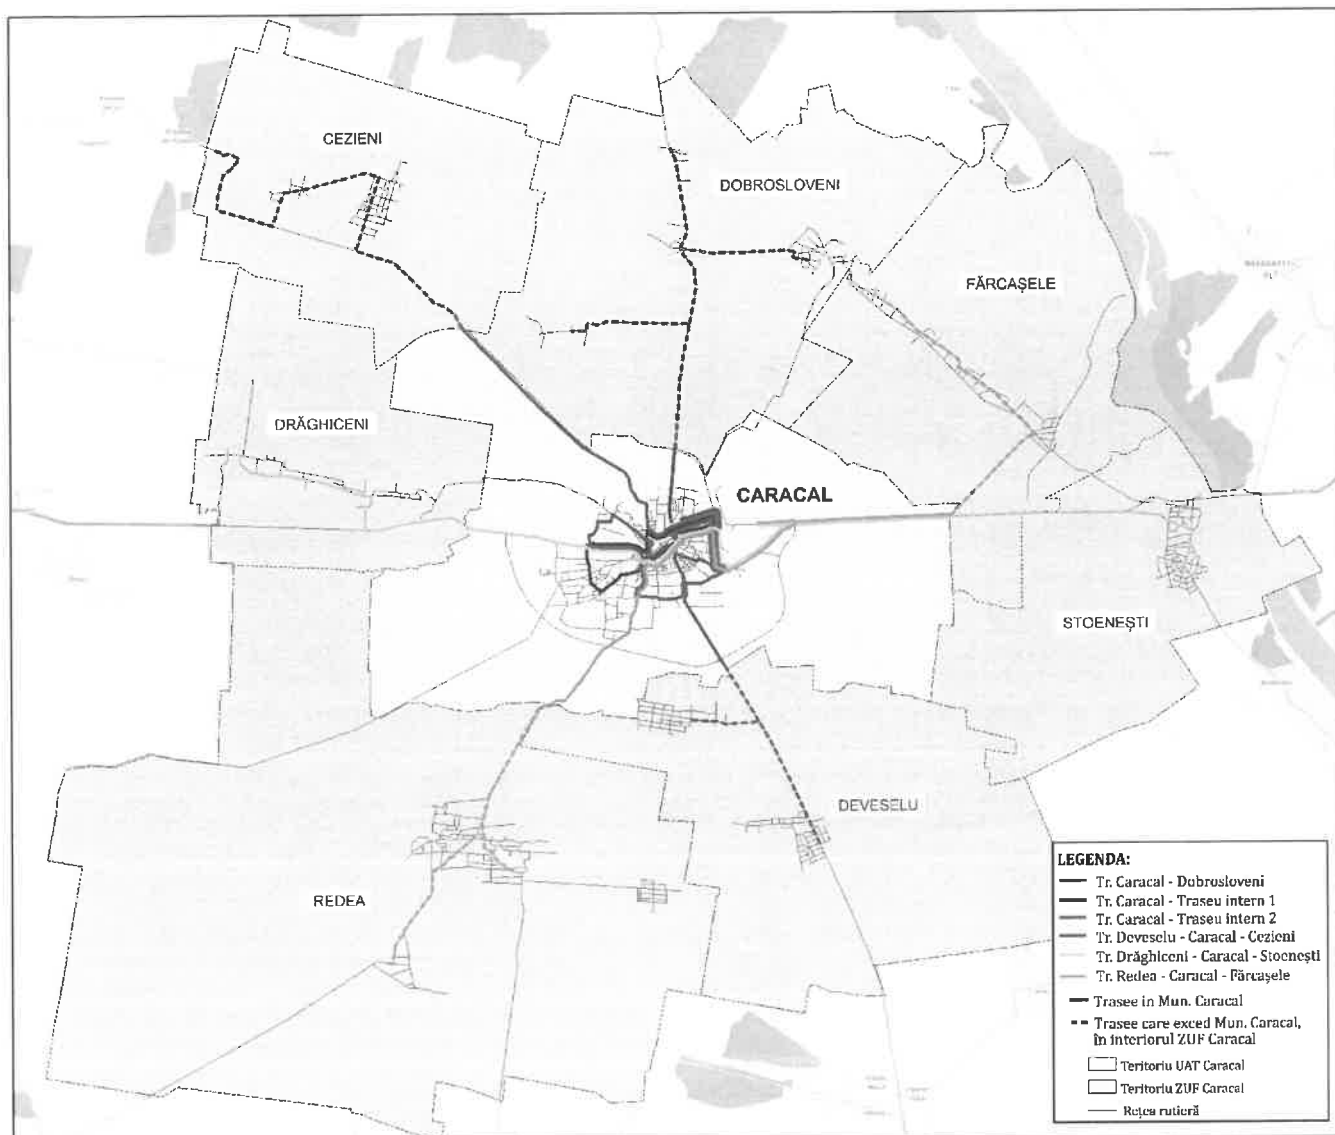 CEZIENI
DOBROSLOVENI
FĂRCAȘELE
DRĂGHICENI
CARACAL
STOENEȘTI
DEVESELU
REDEA
LEGENDA:
Tr. Caracal - Dobrosloveni
Tr. Caracal - Traseu intern 1
Tr. Caracal - Traseu intern 2
Tr. Deveselu - Caracal - Cezieni
Tr. Drăghiceni - Caracal - Stoenești
Tr. Redea - Caracal - Fărcașele
Trasee in Mun. Caracal
Trasee care exced Mun. Caracal,
în interiorul ZUF Caracal
Teritoriu UAT Caracal
Teritoriu ZUF Caracal
Rețea rutieră